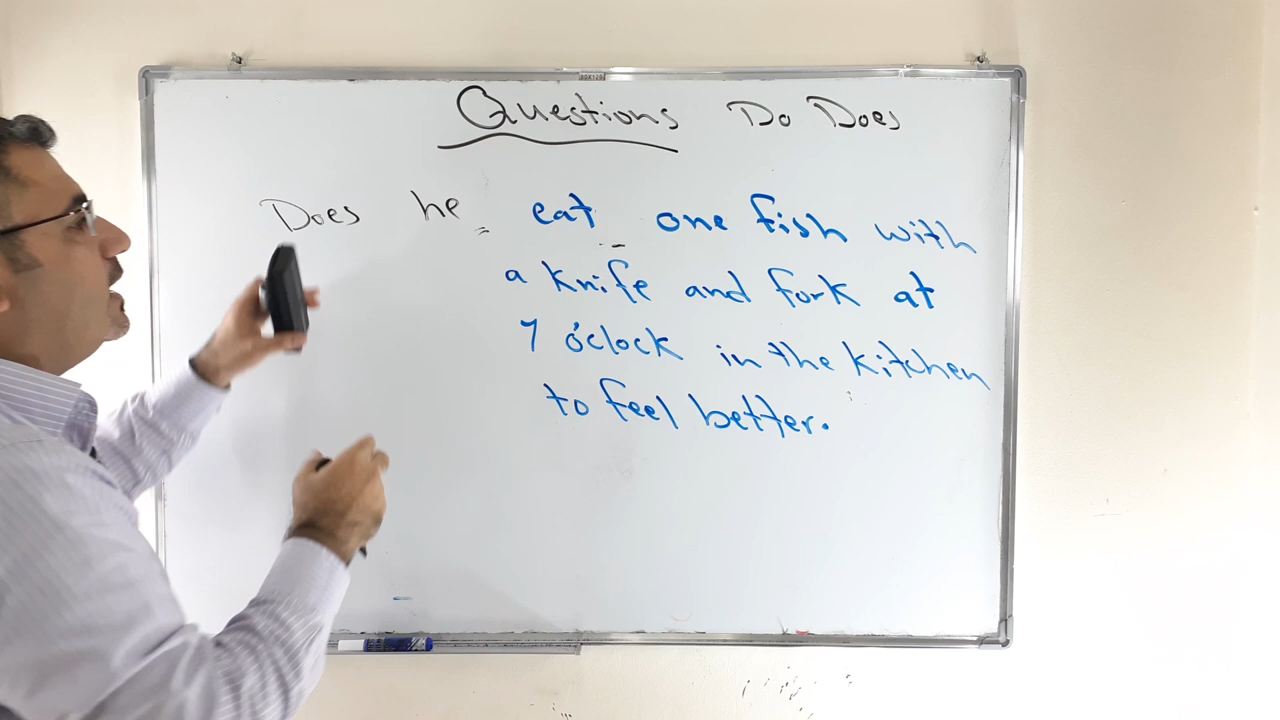 80X120
Questions Do Does
Does he eat one fish with
a knife and fork at
7 o'clock in the kitchen
to feel better.